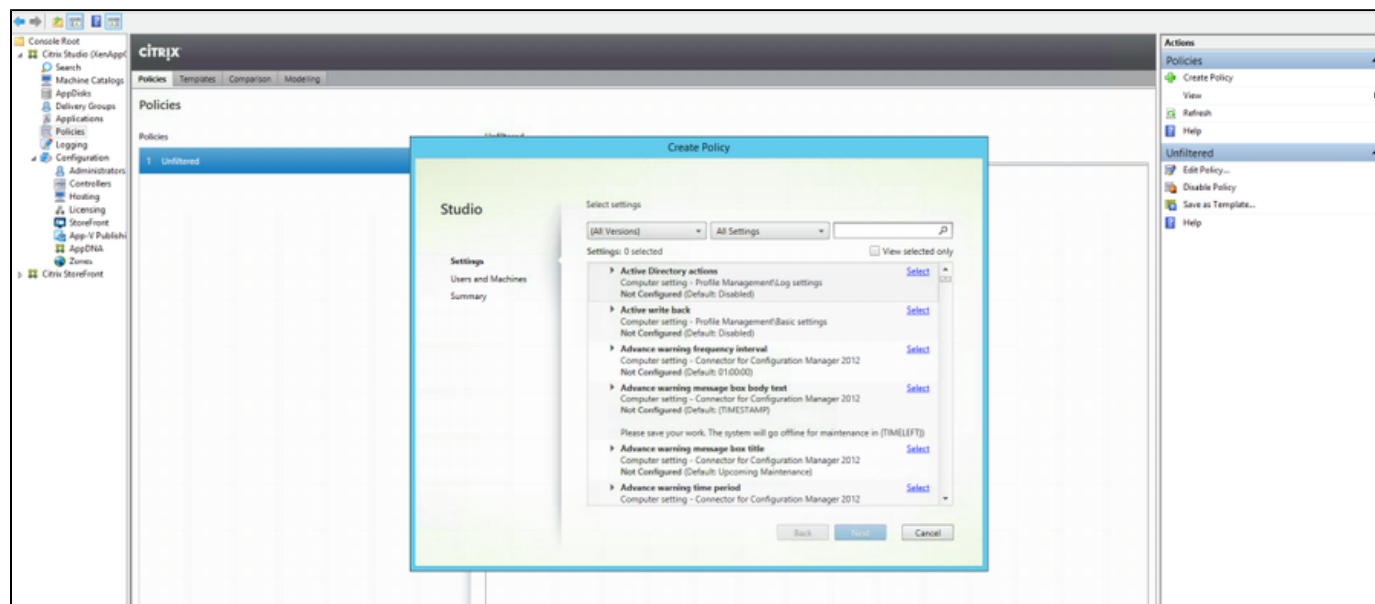 Console Root
Citrix Studio (XenApp
Search
Machine Catalogs
AppDisks
Delivery Groups
Applications
Policies
Logging
Configuration
Administrators
Controllers
Hosting
Licensing
StoreFront
App-V Publishi
AppDNA
Zones
Citrix StoreFront
CİTRIX
Policies Templates Comparison Modeling
Policies
Policies
Unfiltered
1 Unfiltered
Create Policy
Studio
Settings
Users and Machines
Summary
Select settings
(All Versions) All Settings
Settings: 0 selected View selected only
Active Directory actions Select
Computer setting - Profile Management\Log settings
Not Configured (Default: Disabled)
Active write back Select
Computer setting - Profile Management\Basic settings
Not Configured (Default: Disabled)
Advance warning frequency interval Select
Computer setting - Connector for Configuration Manager 2012
Not Configured (Default: 01:00:00)
Advance warning message box body text Select
Computer setting - Connector for Configuration Manager 2012
Not Configured (Default: {TIMESTAMP}
Please save your work. The system will go offline for maintenance in {TIMELEFT})
Advance warning message box title Select
Computer setting - Connector for Configuration Manager 2012
Not Configured (Default: Upcoming Maintenance)
Advance warning time period Select
Computer setting - Connector for Configuration Manager 2012
Back Next Cancel
Actions
Policies
Create Policy
View
Refresh
Help
Unfiltered
Edit Policy...
Disable Policy
Save as Template...
Help